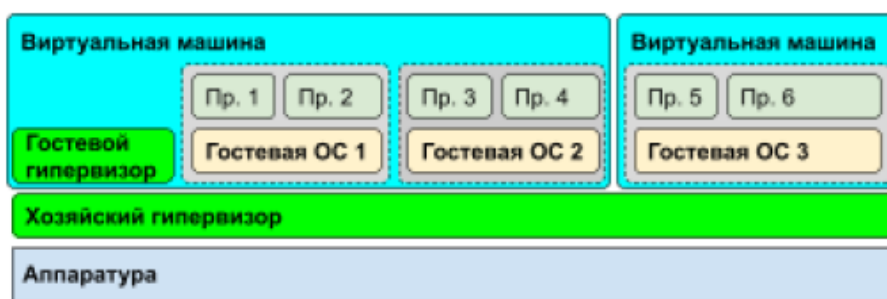 Виртуальная машина
Виртуальная машина
Пр. 1
Пр. 2
Пр. 3
Пр. 4
Пр. 5
Пр. 6
Гостевой
гипервизор
Гостевая ОС 1
Гостевая ОС 2
Гостевая ОС 3
Хозяйский гипервизор
Аппаратура